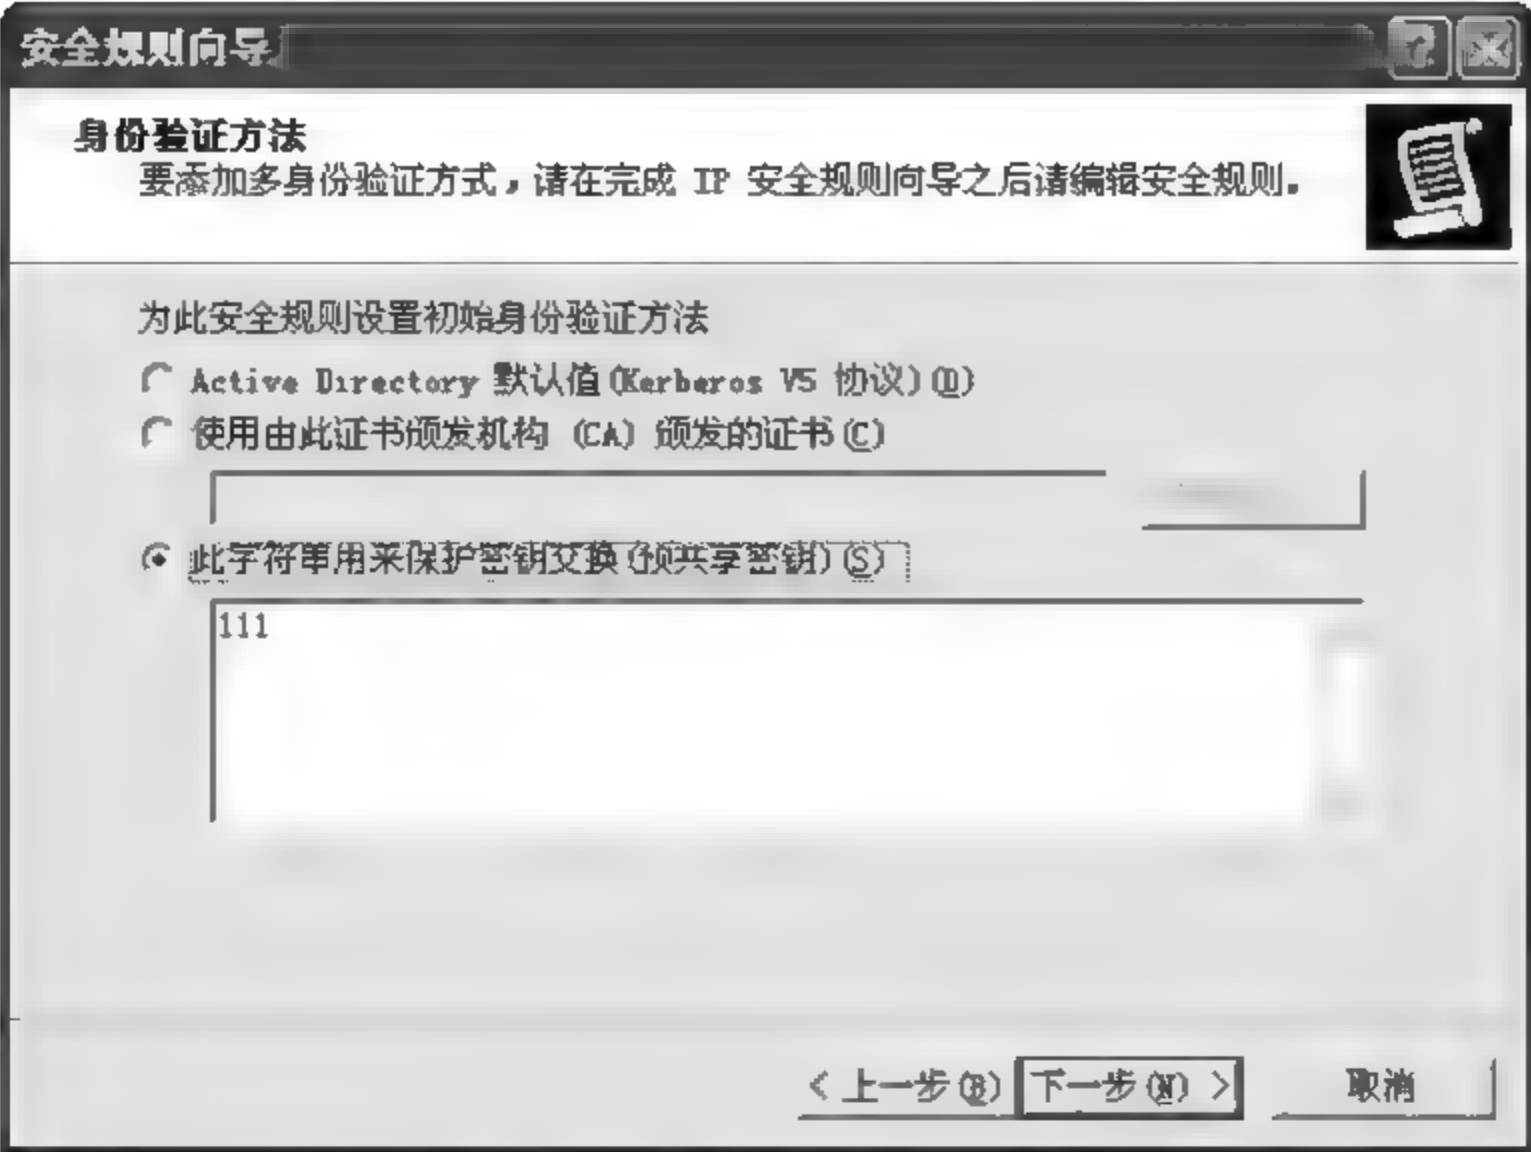 安全规则向导
身份验证方法
要添加多身份验证方式，请在完成 IP 安全规则向导之后请编辑安全规则。
为此安全规则设置初始身份验证方法
Active Directory 默认值(Kerberos V5 协议)(D)
使用由此证书颁发机构 (CA) 颁发的证书(C)
此字符串用来保护密钥交换(预共享密钥)(S)
111
< 上一步(B) 下一步(N) > 取消